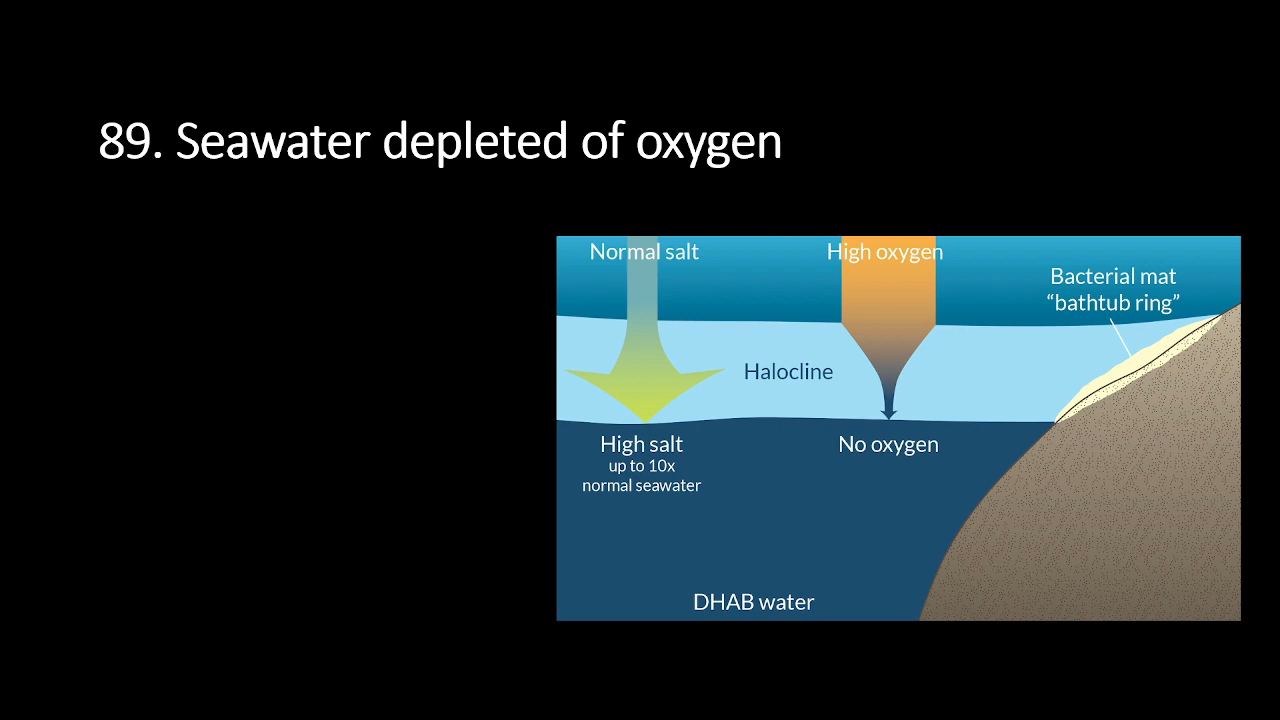 89. Seawater depleted of oxygen
Normal salt
High oxygen
Bacterial mat
“bathtub ring”
Halocline
High salt
up to 10x
normal seawater
No oxygen
DHAB water